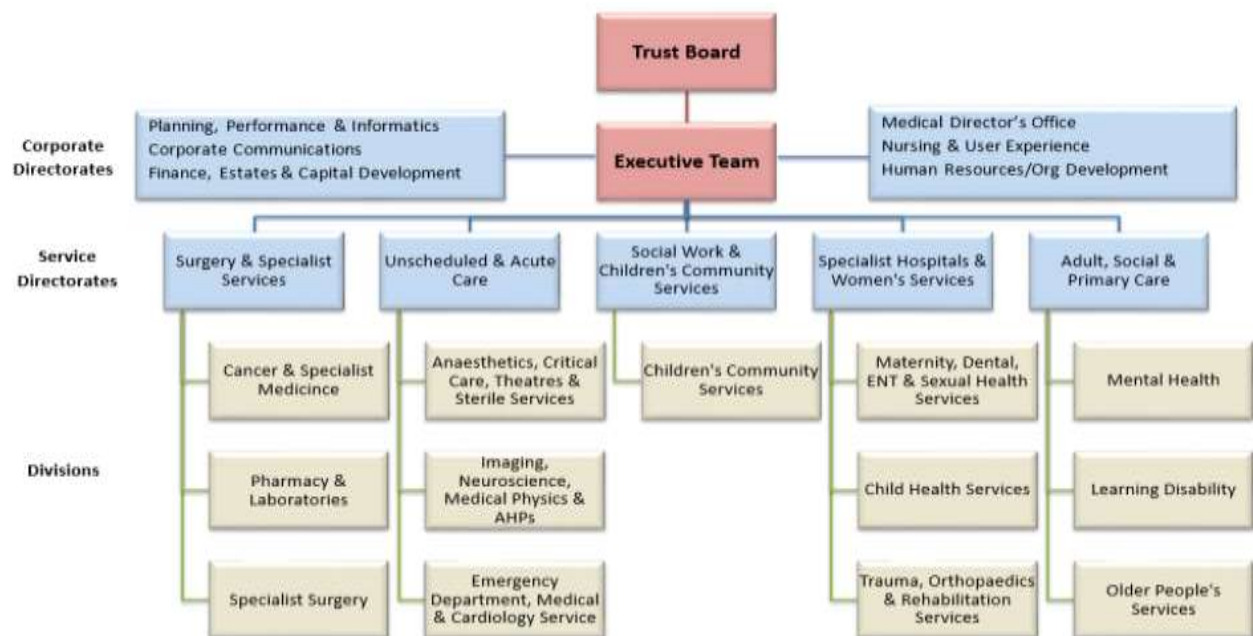 Trust Board
Corporate
Directorates
Planning, Performance & Informatics
Corporate Communications
Finance, Estates & Capital Development
Executive Team
Medical Director's Office
Nursing & User Experience
Human Resources/Org Development
Service
Directorates
Surgery & Specialist
Services
Unscheduled & Acute
Care
Social Work &
Children's Community
Services
Specialist Hospitals &
Women's Services
Adult, Social &
Primary Care
Divisions
Cancer & Specialist
Medicince
Anaesthetics, Critical
Care, Theatres &
Sterile Services
Children's Community
Services
Maternity, Dental,
ENT & Sexual Health
Services
Mental Health
Pharmacy &
Laboratories
Imaging,
Neuroscience,
Medical Physics &
AHPs
Child Health Services
Learning Disability
Specialist Surgery
Emergency
Department, Medical
& Cardiology Service
Trauma, Orthopaedics
& Rehabilitation
Services
Older People's
Services